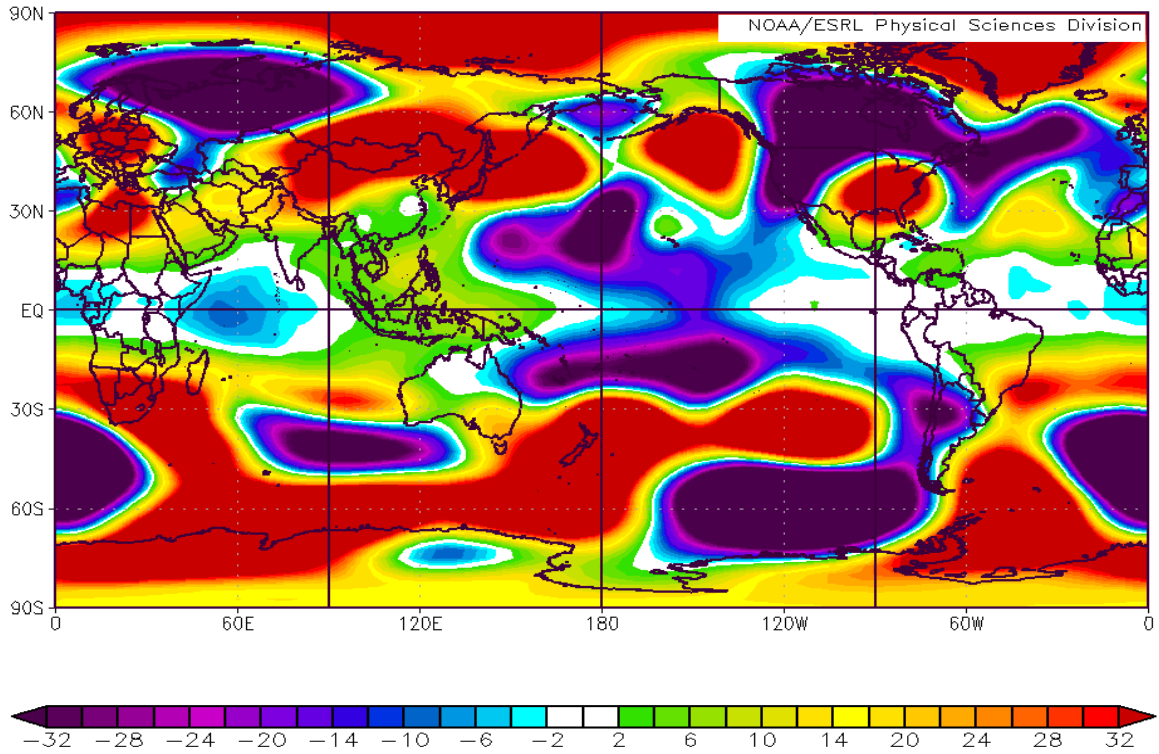 90N
NOAA/ESRL Physical Sciences Division
60N
30N
EQ
30S
60S
90S
0 60E 120E 180 120W 60W 0
−32 −28 −24 −20 −14 −10 −6 −2 2 6 10 14 20 24 28 32